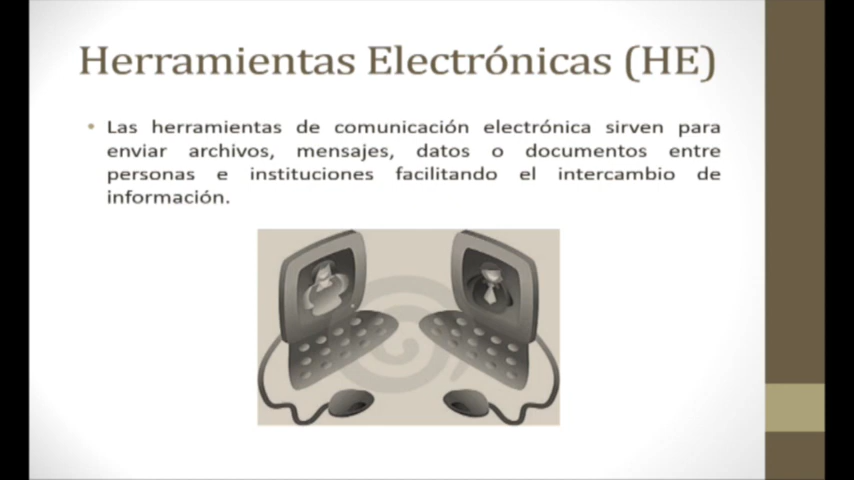 Herramientas Electrónicas (HE)
• Las herramientas de comunicación electrónica sirven para
enviar archivos, mensajes, datos o documentos entre
personas e instituciones facilitando el intercambio de
información.